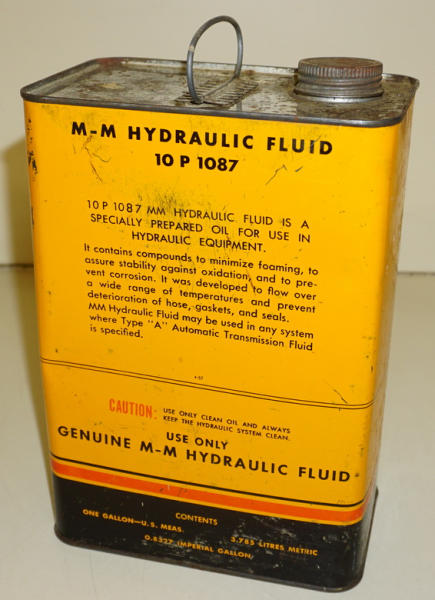 M-M HYDRAULIC FLUID
10 P 1087
10 P 1087 MM HYDRAULIC FLUID IS A
SPECIALLY PREPARED OIL FOR USE IN
HYDRAULIC EQUIPMENT.
It contains compounds to minimize foaming, to
assure stability against oxidation, and to pre-
vent corrosion. It was developed to flow over
a wide range of temperatures and prevent
deterioration of hose, gaskets, and seals.
MM Hydraulic Fluid may be used in any system
where Type "A" Automatic Transmission Fluid
is specified.
CAUTION: USE ONLY CLEAN OIL AND ALWAYS
KEEP THE HYDRAULIC SYSTEM CLEAN.
USE ONLY
GENUINE M-M HYDRAULIC FLUID
CONTENTS
ONE GALLON—U.S. MEAS. 3.785 LITRES METRIC
0.8327 IMPERIAL GALLON